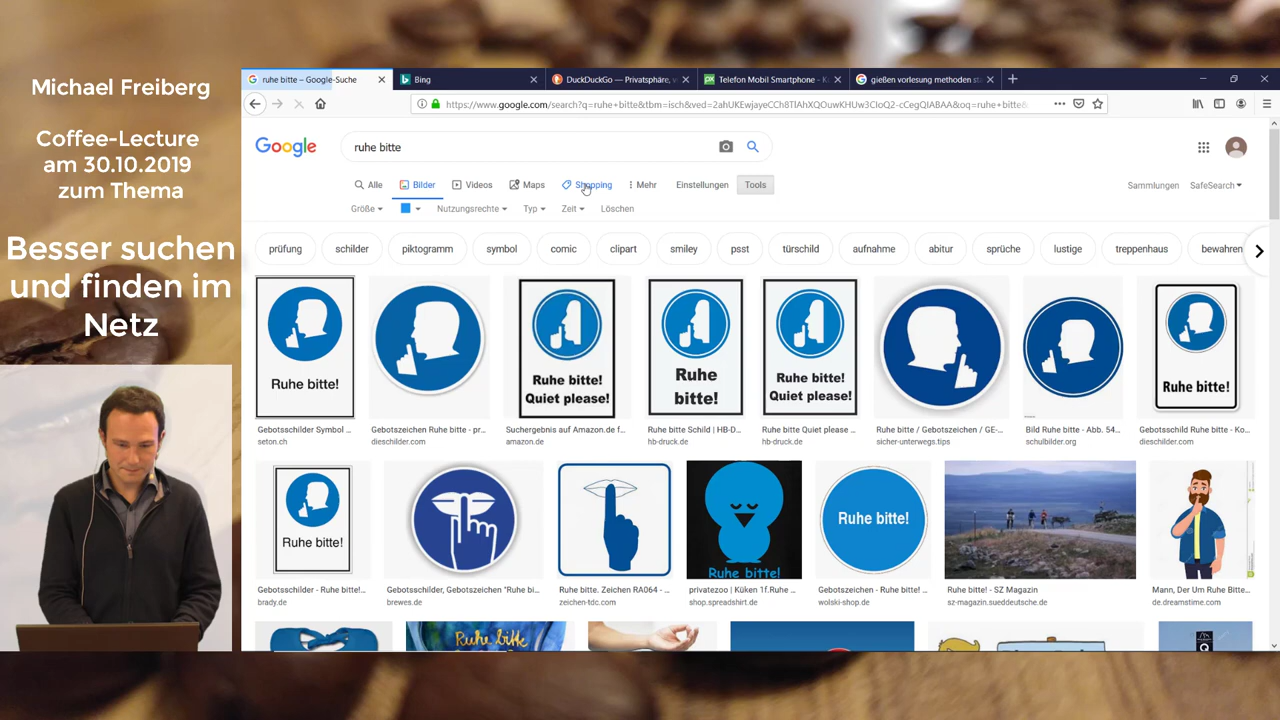 Michael Freiberg
Coffee-Lecture
am 30.10.2019
zum Thema
Besser suchen
und finden im
Netz
ruhe bitte – Google-Suche
Bing
DuckDuckGo — Privatsphäre, v
Telefon Mobil Smartphone - K
gießen vorlesung methoden st
https://www.google.com/search?q=ruhe+bitte&tbm=isch&ved=
Google
ruhe bitte
Alle
Bilder
Videos
Maps
Shopping
Mehr
Einstellungen
Tools
Sammlungen
SafeSearch
Größe
Nutzungsrechte
Typ
Zeit
Löschen
prüfung
schilder
piktogramm
symbol
comic
clipart
smiley
psst
türschild
aufnahme
abitur
sprüche
lustige
treppenhaus
bewahren
Ruhe bitte!
Ruhe bitte!
Quiet please!
Ruhe
bitte!
Ruhe bitte!
Quiet please!
Ruhe bitte!
Gebotsschilder Symbol ...
seton.ch
Gebotszeichen Ruhe bitte - pr...
dieschilder.com
Suchergebnis auf Amazon.de f...
amazon.de
Ruhe bitte Schild | HB-D...
hb-druck.de
Ruhe bitte Quiet please ...
hb-druck.de
Ruhe bitte / Gebotszeichen / GE-...
sicher-unterwegs.tips
Bild Ruhe bitte - Abb. 54...
schulbilder.org
Gebotsschild Ruhe bitte - Ko...
dieschilder.com
Ruhe bitte!
Ruhe bitte!
Ruhe bitte!
Gebotsschilder - Ruhe bitte!...
brady.de
Gebotsschilder, Gebotszeichen "Ruhe bi...
brewes.de
Ruhe bitte. Zeichen RA064 - ...
zeichen-tdc.com
privatezoo | Küken 1f.Ruhe ...
shop.spreadshirt.de
Gebotszeichen - Ruhe bitte! ...
wolski-shop.de
Ruhe bitte! - SZ Magazin
sz-magazin.sueddeutsche.de
Mann, Der Um Ruhe Bitte...
de.dreamstime.com
Ruhe bitte